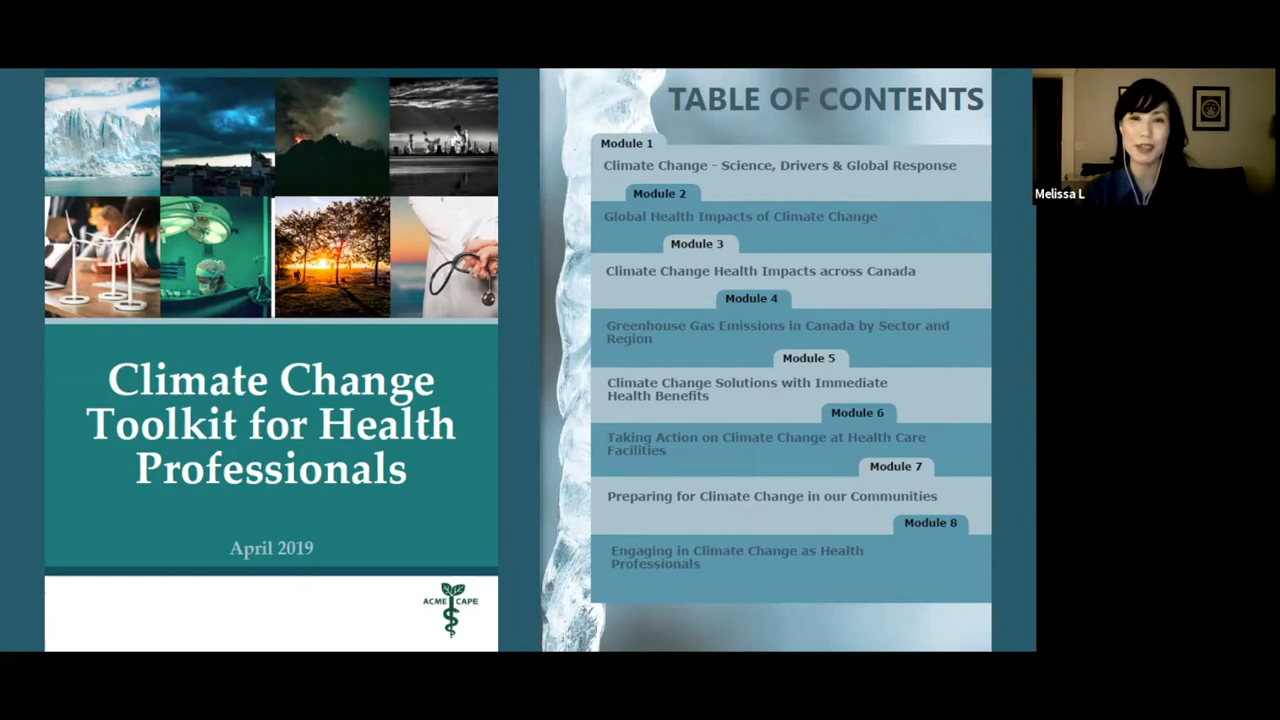 Climate Change
Toolkit for Health
Professionals
April 2019
ACME CAPE
TABLE OF CONTENTS
Module 1
Climate Change - Science, Drivers & Global Response
Module 2
Global Health Impacts of Climate Change
Module 3
Climate Change Health Impacts across Canada
Module 4
Greenhouse Gas Emissions in Canada by Sector and
Region
Module 5
Climate Change Solutions with Immediate
Health Benefits
Module 6
Taking Action on Climate Change at Health Care
Facilities
Module 7
Preparing for Climate Change in our Communities
Module 8
Engaging in Climate Change as Health
Professionals
Melissa L